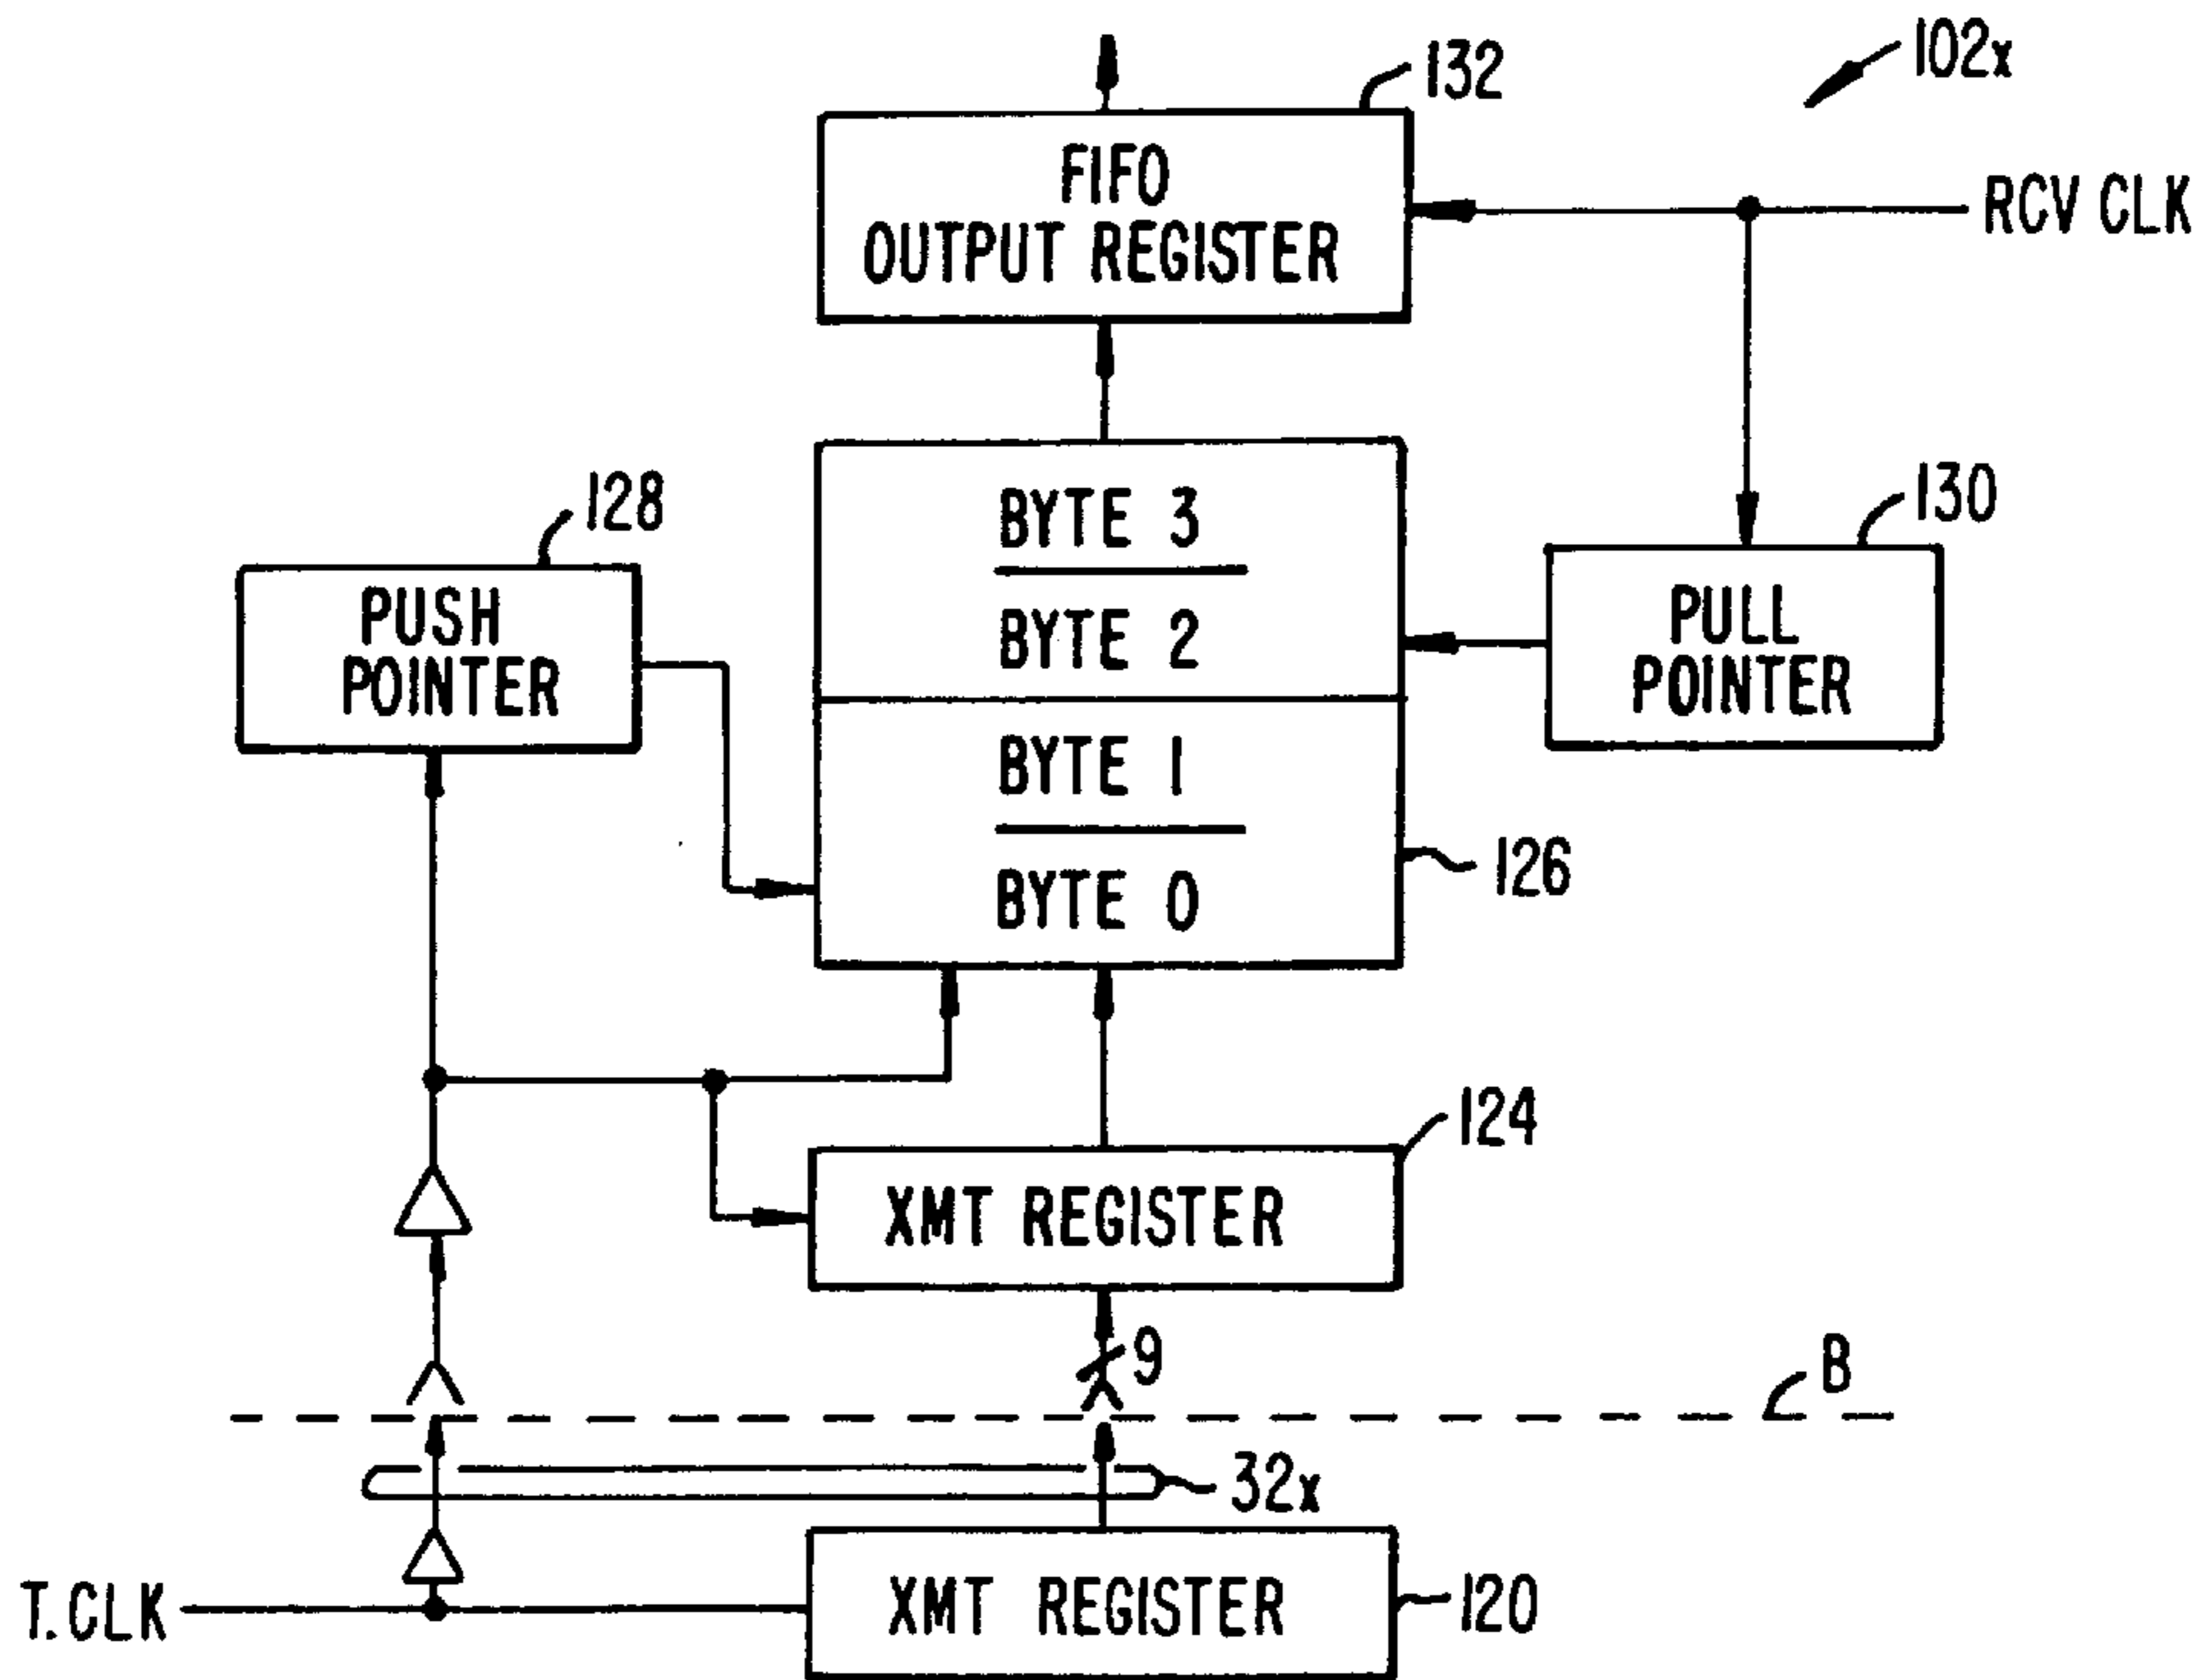 132
102x
FIFO
OUTPUT REGISTER
RCV CLK
128
PUSH
POINTER
BYTE 3
BYTE 2
BYTE 1
BYTE 0
130
PULL
POINTER
126
124
XMT REGISTER
9
B
32x
T.CLK
XMT REGISTER
120